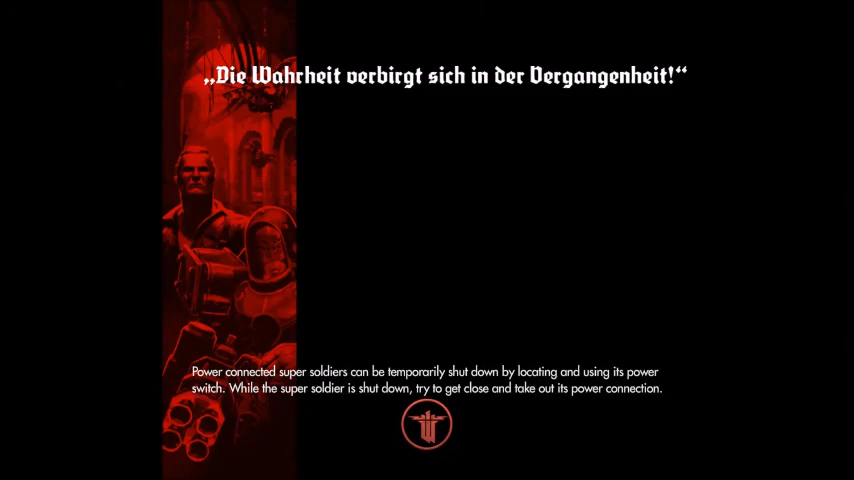 „Die Wahrheit verbirgt sich in der Vergangenheit!“
Power connected super soldiers can be temporarily shut down by locating and using its power
switch. While the super soldier is shut down, try to get close and take out its power connection.